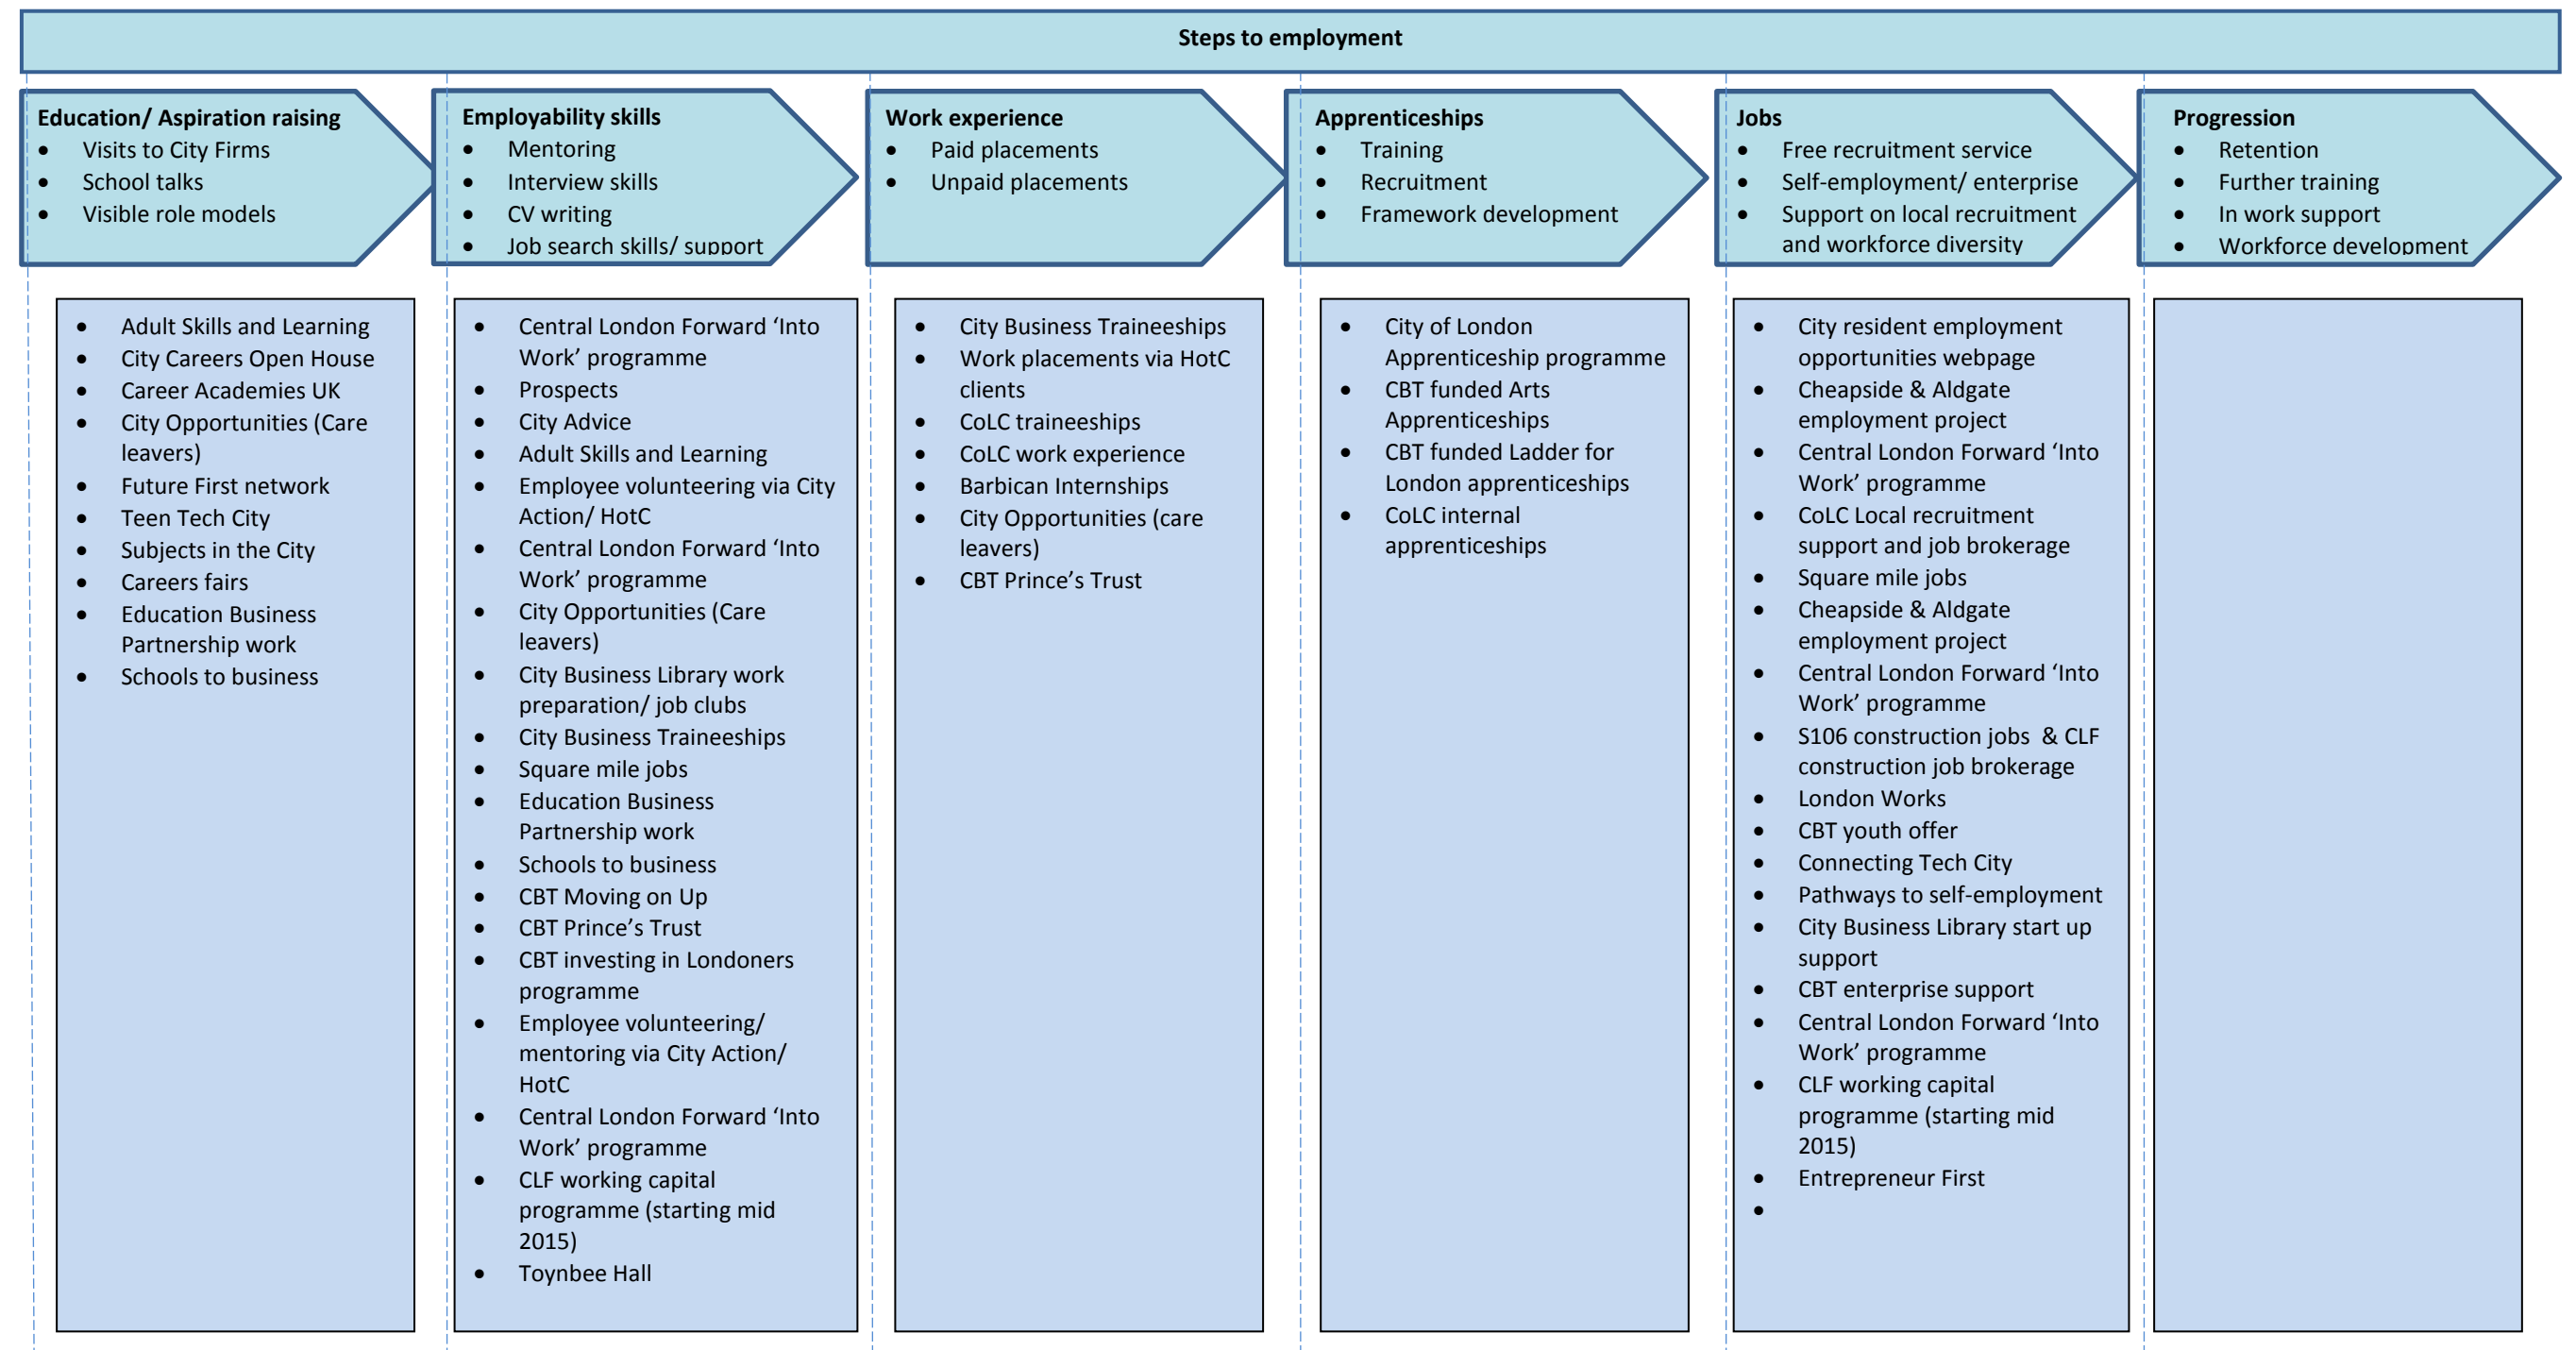 Steps to employment
Education/ Aspiration raising
• Visits to City Firms
• School talks
• Visible role models
Employability skills
• Mentoring
• Interview skills
• CV writing
• Job search skills/ support
Work experience
• Paid placements
• Unpaid placements
Apprenticeships
• Training
• Recruitment
• Framework development
Jobs
• Free recruitment service
• Self-employment/ enterprise
• Support on local recruitment
and workforce diversity
Progression
• Retention
• Further training
• In work support
• Workforce development
• Adult Skills and Learning
• City Careers Open House
• Career Academies UK
• City Opportunities (Care
leavers)
• Future First network
• Teen Tech City
• Subjects in the City
• Careers fairs
• Education Business
Partnership work
• Schools to business
• Central London Forward ‘Into
Work’ programme
• Prospects
• City Advice
• Adult Skills and Learning
• Employee volunteering via City
Action/ HotC
• Central London Forward ‘Into
Work’ programme
• City Opportunities (Care
leavers)
• City Business Library work
preparation/ job clubs
• City Business Traineeships
• Square mile jobs
• Education Business
Partnership work
• Schools to business
• CBT Moving on Up
• CBT Prince’s Trust
• CBT investing in Londoners
programme
• Employee volunteering/
mentoring via City Action/
HotC
• Central London Forward ‘Into
Work’ programme
• CLF working capital
programme (starting mid
2015)
• Toynbee Hall
• City Business Traineeships
• Work placements via HotC
clients
• CoLC traineeships
• CoLC work experience
• Barbican Internships
• City Opportunities (care
leavers)
• CBT Prince’s Trust
• City of London
Apprenticeship programme
• CBT funded Arts
Apprenticeships
• CBT funded Ladder for
London apprenticeships
• CoLC internal
apprenticeships
• City resident employment
opportunities webpage
• Cheapside & Aldgate
employment project
• Central London Forward ‘Into
Work’ programme
• CoLC Local recruitment
support and job brokerage
• Square mile jobs
• Cheapside & Aldgate
employment project
• Central London Forward ‘Into
Work’ programme
• S106 construction jobs & CLF
construction job brokerage
• London Works
• CBT youth offer
• Connecting Tech City
• Pathways to self-employment
• City Business Library start up
support
• CBT enterprise support
• Central London Forward ‘Into
Work’ programme
• CLF working capital
programme (starting mid
2015)
• Entrepreneur First
•